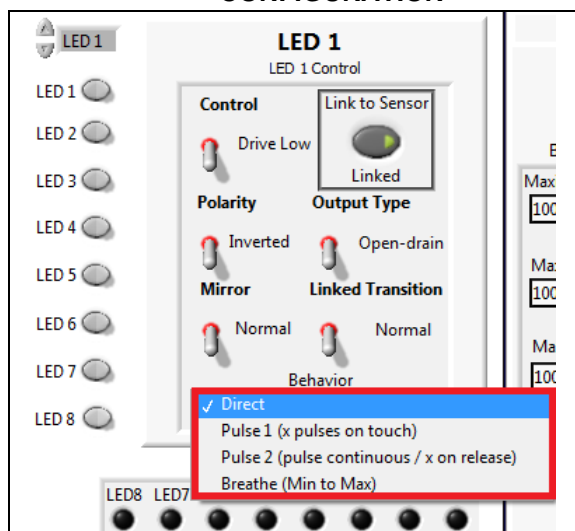 LED 1
LED 1
LED 1 Control
LED 1
LED 2
LED 3
LED 4
LED 5
LED 6
LED 7
LED 8
Control
Link to Sensor
Drive Low
Linked
Polarity
Output Type
Inverted
Open-drain
Mirror
Linked Transition
Normal
Normal
Behavior
✓ Direct
Pulse 1 (x pulses on touch)
Pulse 2 (pulse continuous / x on release)
Breathe (Min to Max)
LED8 LED7
Max
100
100
100